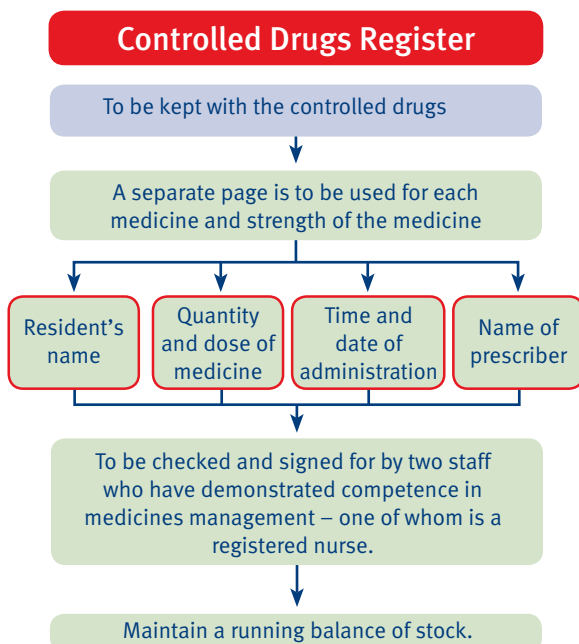 Controlled Drugs Register
To be kept with the controlled drugs
A separate page is to be used for each
medicine and strength of the medicine
Resident's
name
Quantity
and dose of
medicine
Time and
date of
administration
Name of
prescriber
To be checked and signed for by two staff
who have demonstrated competence in
medicines management – one of whom is a
registered nurse.
Maintain a running balance of stock.